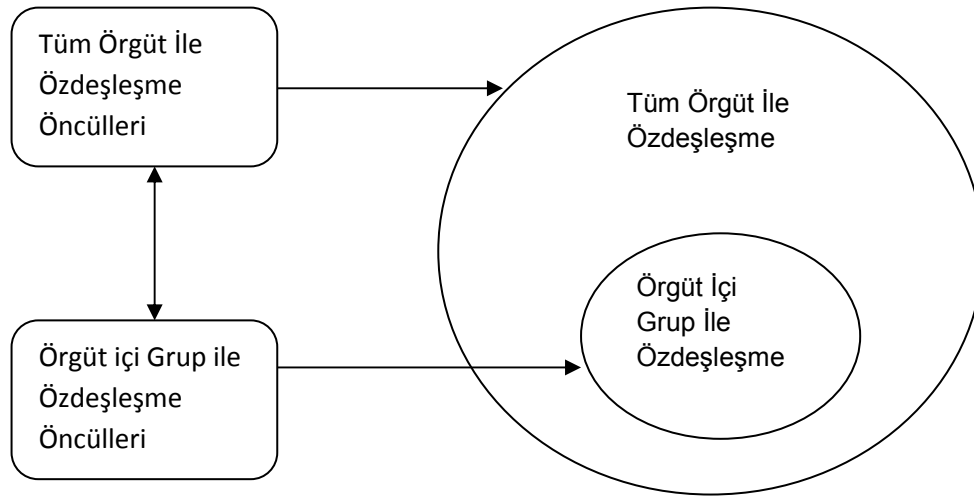 Tüm Örgüt İle
Özdeşleşme
Öncülleri
Tüm Örgüt İle
Özdeşleşme
Örgüt İçi
Grup İle
Özdeşleşme
Örgüt içi Grup ile
Özdeşleşme
Öncülleri